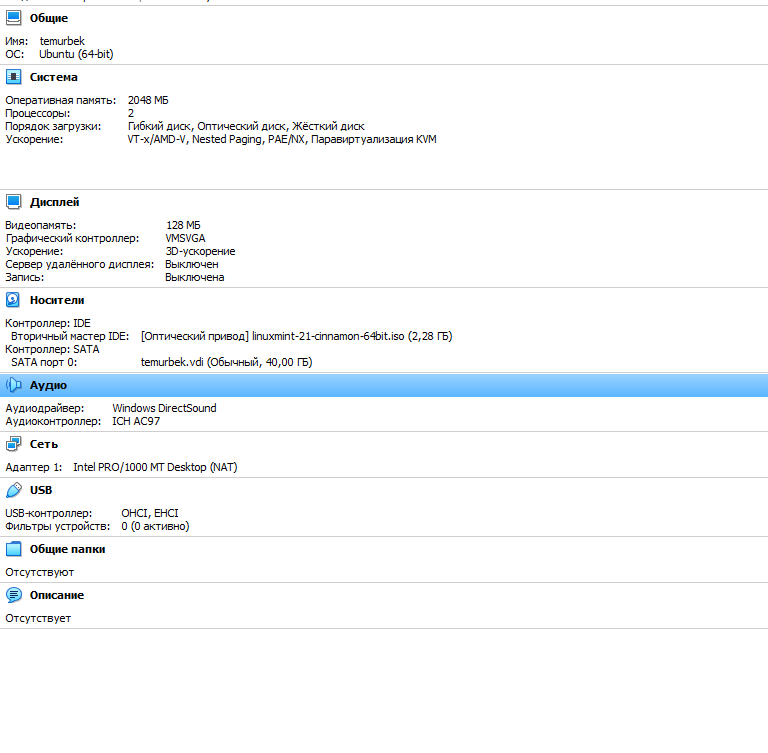 Общие
Имя: temurbek
ОС: Ubuntu (64-bit)
Система
Оперативная память: 2048 МБ
Процессоры: 2
Порядок загрузки: Гибкий диск, Оптический диск, Жёсткий диск
Ускорение: VT-x/AMD-V, Nested Paging, PAE/NX, Паравиртуализация KVM
Дисплей
Видеопамять: 128 МБ
Графический контроллер: VMSVGA
Ускорение: 3D-ускорение
Сервер удалённого дисплея: Выключен
Запись: Выключена
Носители
Контроллер: IDE
Вторичный мастер IDE: [Оптический привод] linuxmint-21-cinnamon-64bit.iso (2,28 ГБ)
Контроллер: SATA
SATA порт 0: temurbek.vdi (Обычный, 40,00 ГБ)
Аудио
Аудиодрайвер: Windows DirectSound
Аудиоконтроллер: ICH AC97
Сеть
Адаптер 1: Intel PRO/1000 MT Desktop (NAT)
USB
USB-контроллер: OHCI, EHCI
Фильтры устройств: 0 (0 активно)
Общие папки
Отсутствуют
Описание
Отсутствует